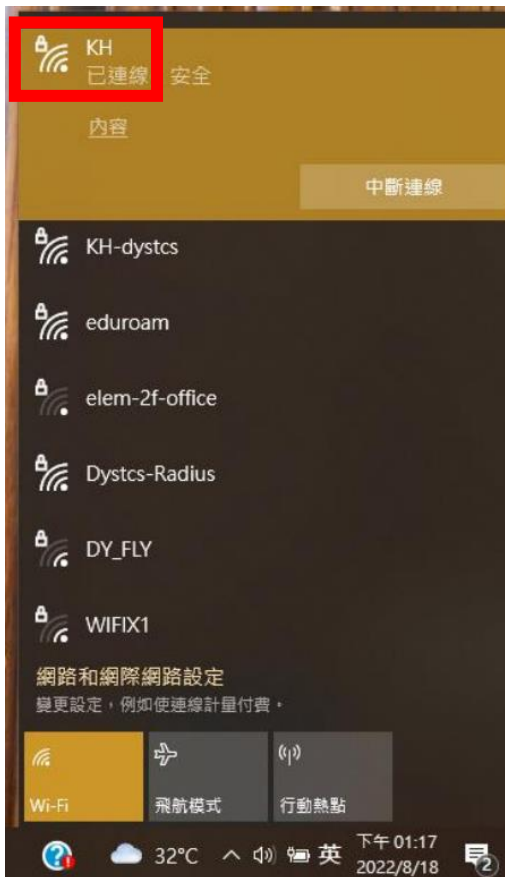 KH
已連線，安全
內容
中斷連線
KH-dystcs
eduroam
elem-2f-office
Dystcs-Radius
DY_FLY
WIFIX1
網路和網際網路設定
變更設定，例如使連線計量付費。
Wi-Fi
飛航模式
行動熱點
32°C
英
下午 01:17
2022/8/18
2